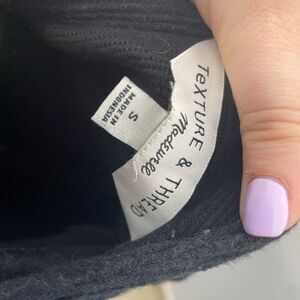 TEXTURE & THREAD
Madewell
S
MADE IN
INDONESIA